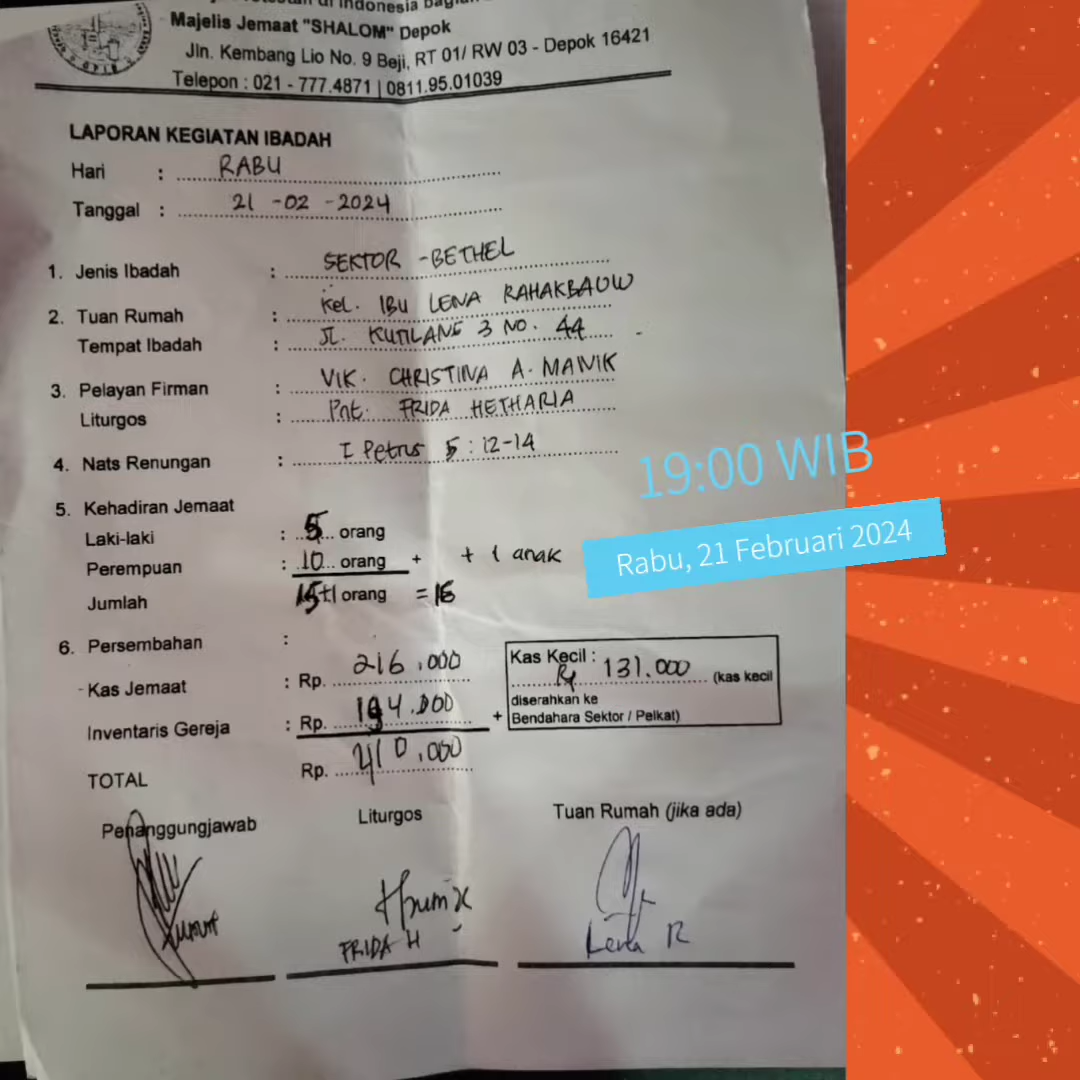 di Indonesia bagian
Majelis Jemaat "SHALOM" Depok
Jln. Kembang Lio No. 9 Beji, RT 01/ RW 03 - Depok 16421
Telepon : 021 - 777.4871 | 0811.95.01039
LAPORAN KEGIATAN IBADAH
Hari : RABU
Tanggal : 21 -02 -2024
1. Jenis Ibadah : SEKTOR -BETHEL
2. Tuan Rumah : Kel. IBU LENA RAHAKBAUW
Tempat Ibadah : JL. 3 NO. 44
3. Pelayan Firman : VIK. CHRISTINA A. MANIK
Liturgos : Pnt. FRIDA HETHARIA
4. Nats Renungan : I Petrus 5 : 12-14
19:00 WIB
Rabu, 21 Februari 2024
5. Kehadiran Jemaat
Laki-laki : 5 orang
Perempuan : 10 orang + + 1 anak
Jumlah 15+1 orang = 16
6. Persembahan :
- Kas Jemaat : Rp. 216.000
Inventaris Gereja : Rp. 194.000 +
TOTAL Rp. 410.000
Kas Kecil :
Rp 131.000 (kas kecil
diserahkan ke
Bendahara Sektor / Pelkat)
Penanggungjawab Liturgos Tuan Rumah (jika ada)
FRIDA H
Lena R